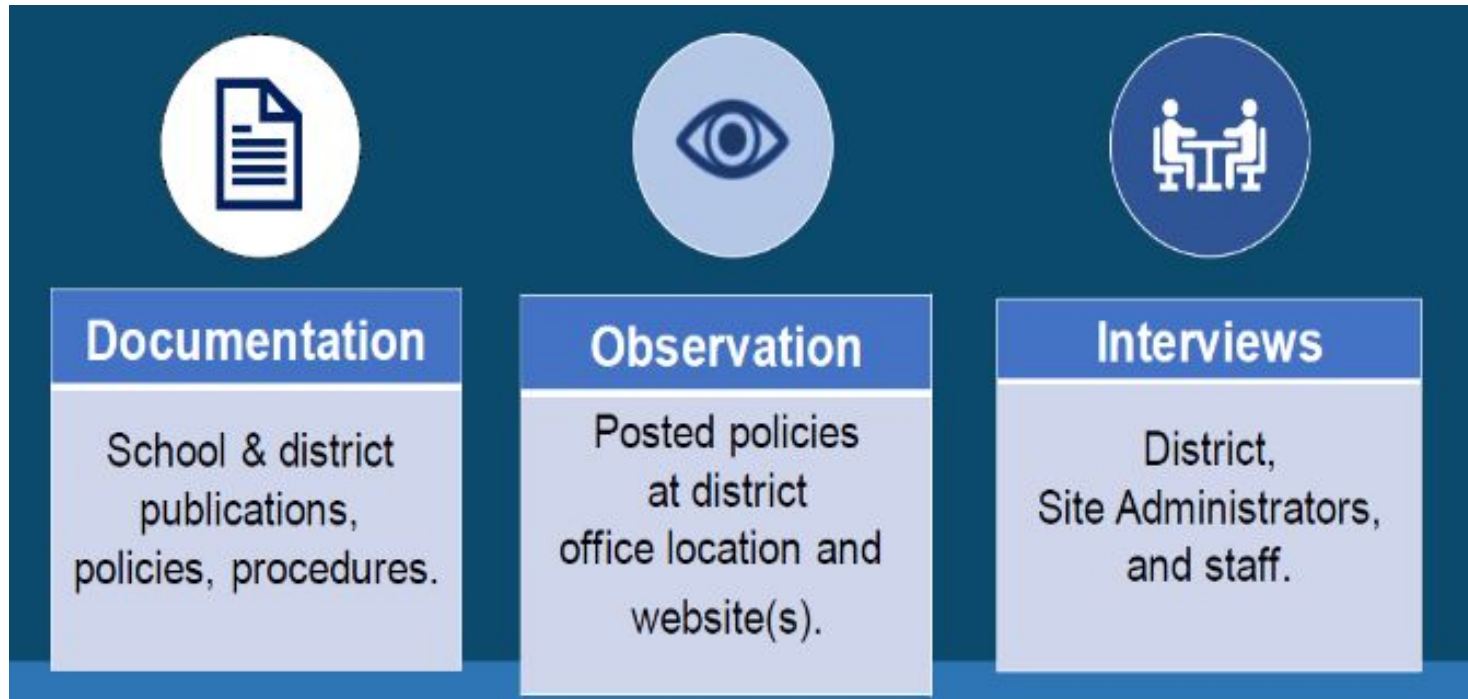 Documentation
School & district
publications,
policies, procedures.
Observation
Posted policies
at district
office location and
website(s).
Interviews
District,
Site Administrators,
and staff.